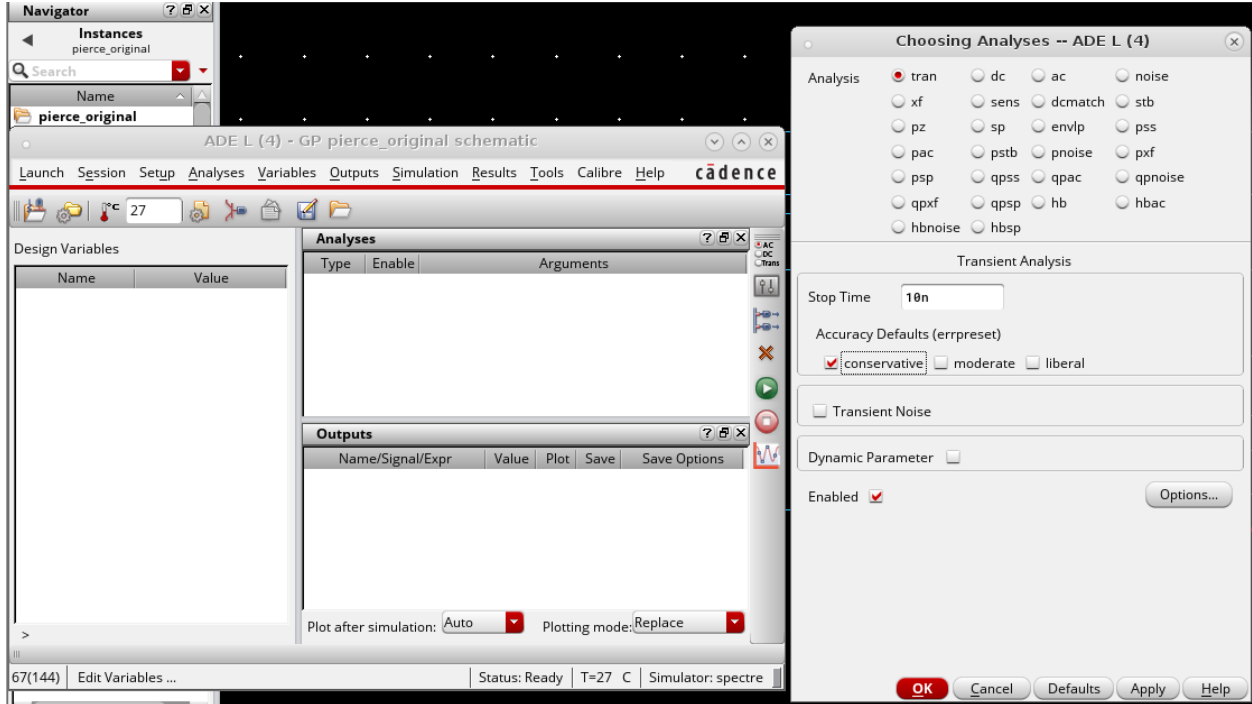 Navigator
Instances
pierce_original
Search
Name
pierce_original
ADE L (4) - GP pierce_original schematic
Launch Session Setup Analyses Variables Outputs Simulation Results Tools Calibre Help cādence
°C 27
Design Variables
Name Value
>
Analyses
Type Enable Arguments
AC
DC
Trans
Outputs
Name/Signal/Expr Value Plot Save Save Options
Plot after simulation: Auto Plotting mode: Replace
67(144) Edit Variables ... Status: Ready T=27 C Simulator: spectre
Choosing Analyses -- ADE L (4)
Analysis tran dc ac noise
xf sens dcmatch stb
pz sp envlp pss
pac pstb pnoise pxf
psp qpss qpac qpnoise
qpxf qpsp hb hbac
hbnoise hbsp
Transient Analysis
Stop Time 10n
Accuracy Defaults (errpreset)
conservative moderate liberal
Transient Noise
Dynamic Parameter
Enabled Options...
OK Cancel Defaults Apply Help